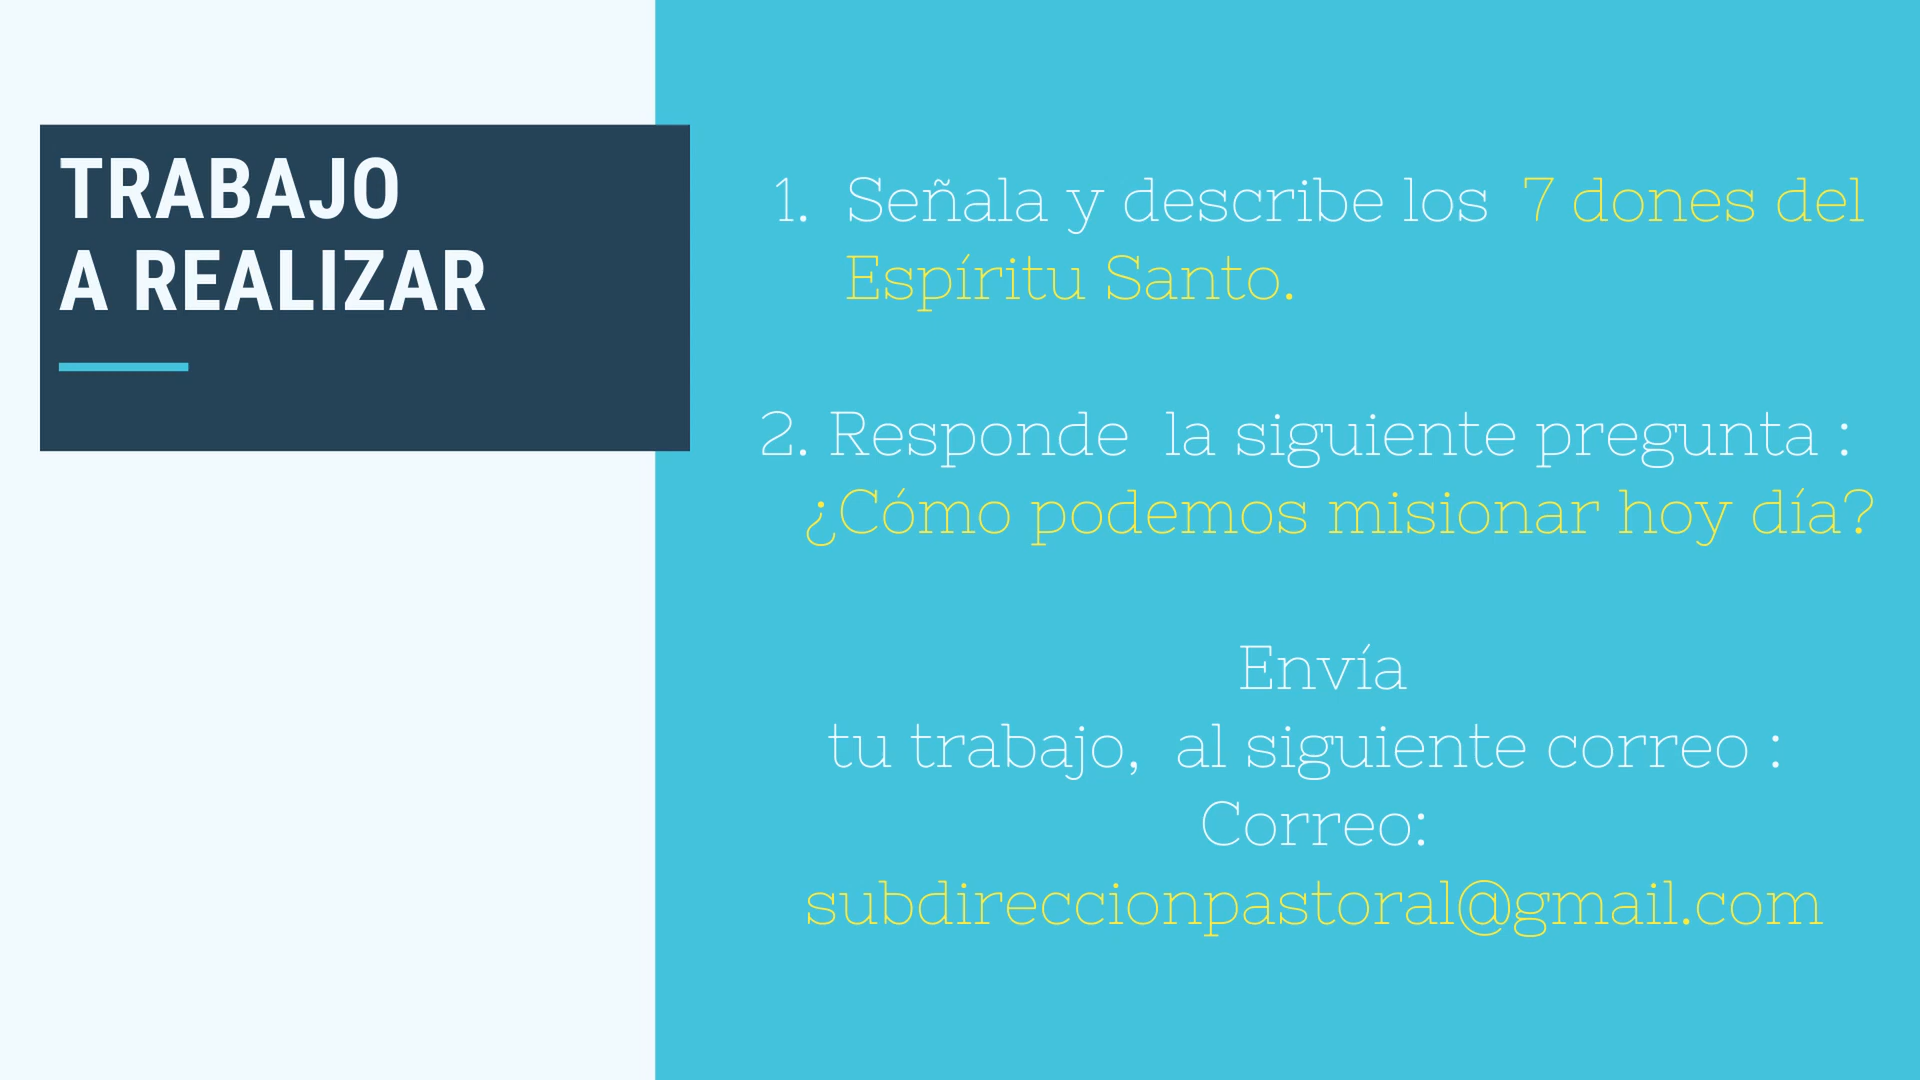 TRABAJO
A REALIZAR
1. Señala y describe los 7 dones del
Espíritu Santo.
2. Responde la siguiente pregunta :
¿Cómo podemos misionar hoy día?
Envía
tu trabajo, al siguiente correo :
Correo:
subdireccionpastoral@gmail.com